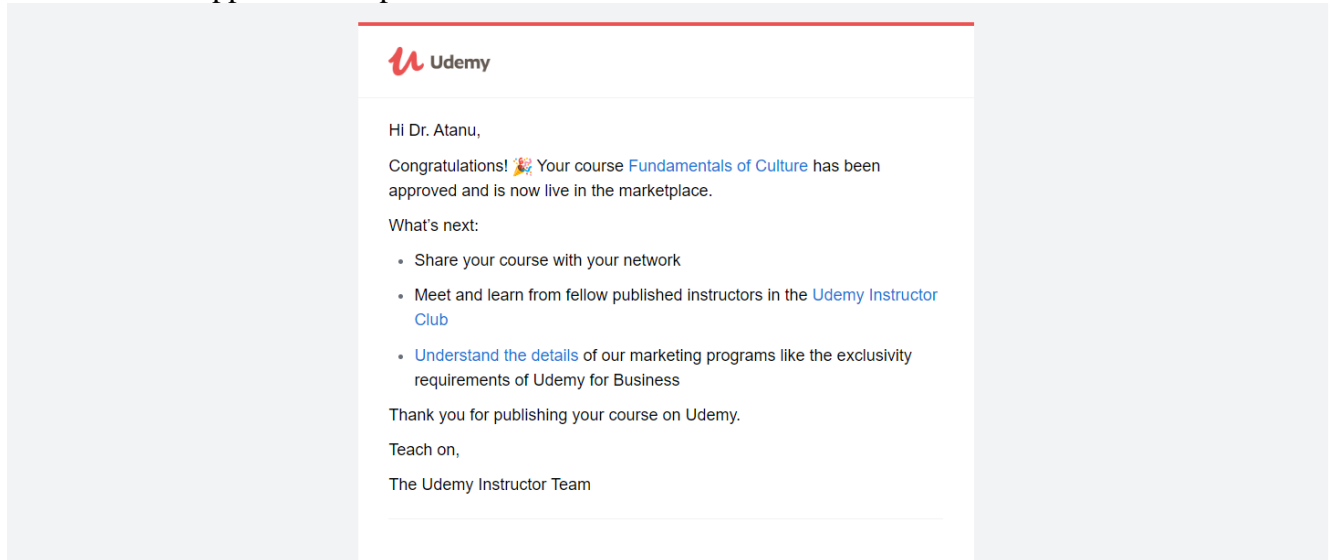 Udemy
Hi Dr. Atanu,
Congratulations! 🎉 Your course Fundamentals of Culture has been
approved and is now live in the marketplace.
What's next:
• Share your course with your network
• Meet and learn from fellow published instructors in the Udemy Instructor
Club
• Understand the details of our marketing programs like the exclusivity
requirements of Udemy for Business
Thank you for publishing your course on Udemy.
Teach on,
The Udemy Instructor Team